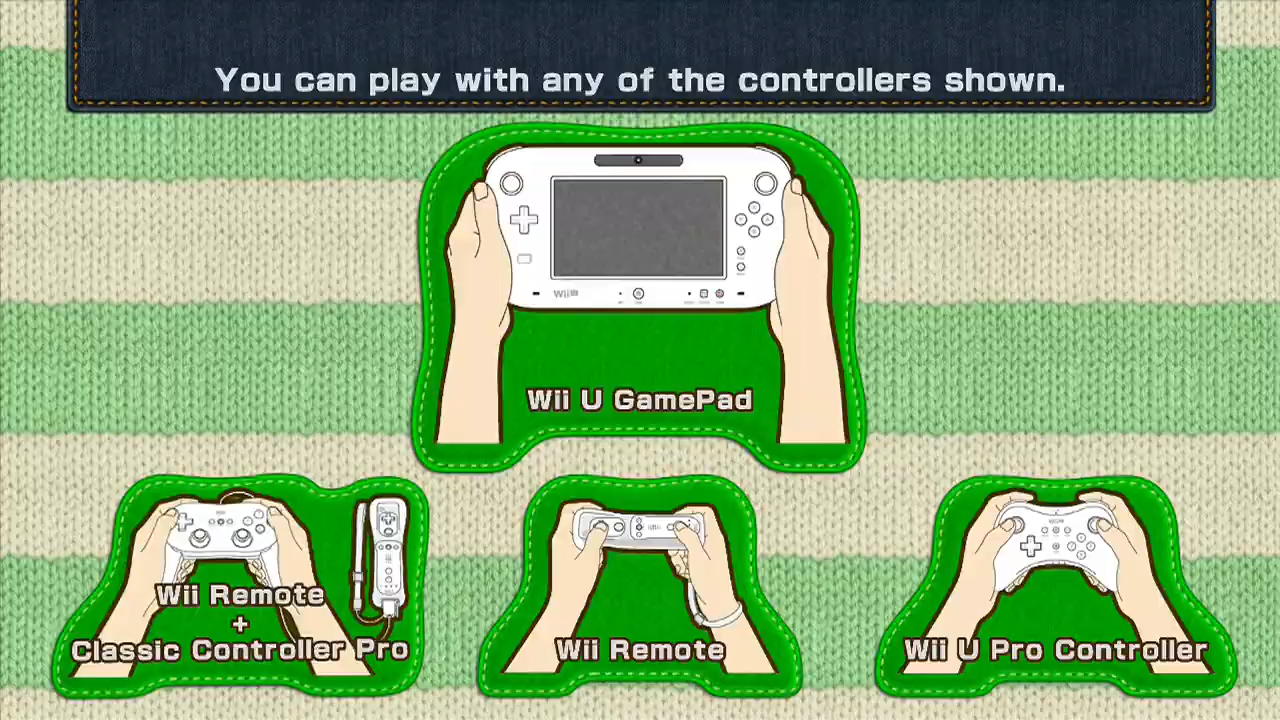 You can play with any of the controllers shown.
Wii U
Wii U GamePad
Wii Remote
+
Classic Controller Pro
Wii Remote
Wii U Pro Controller